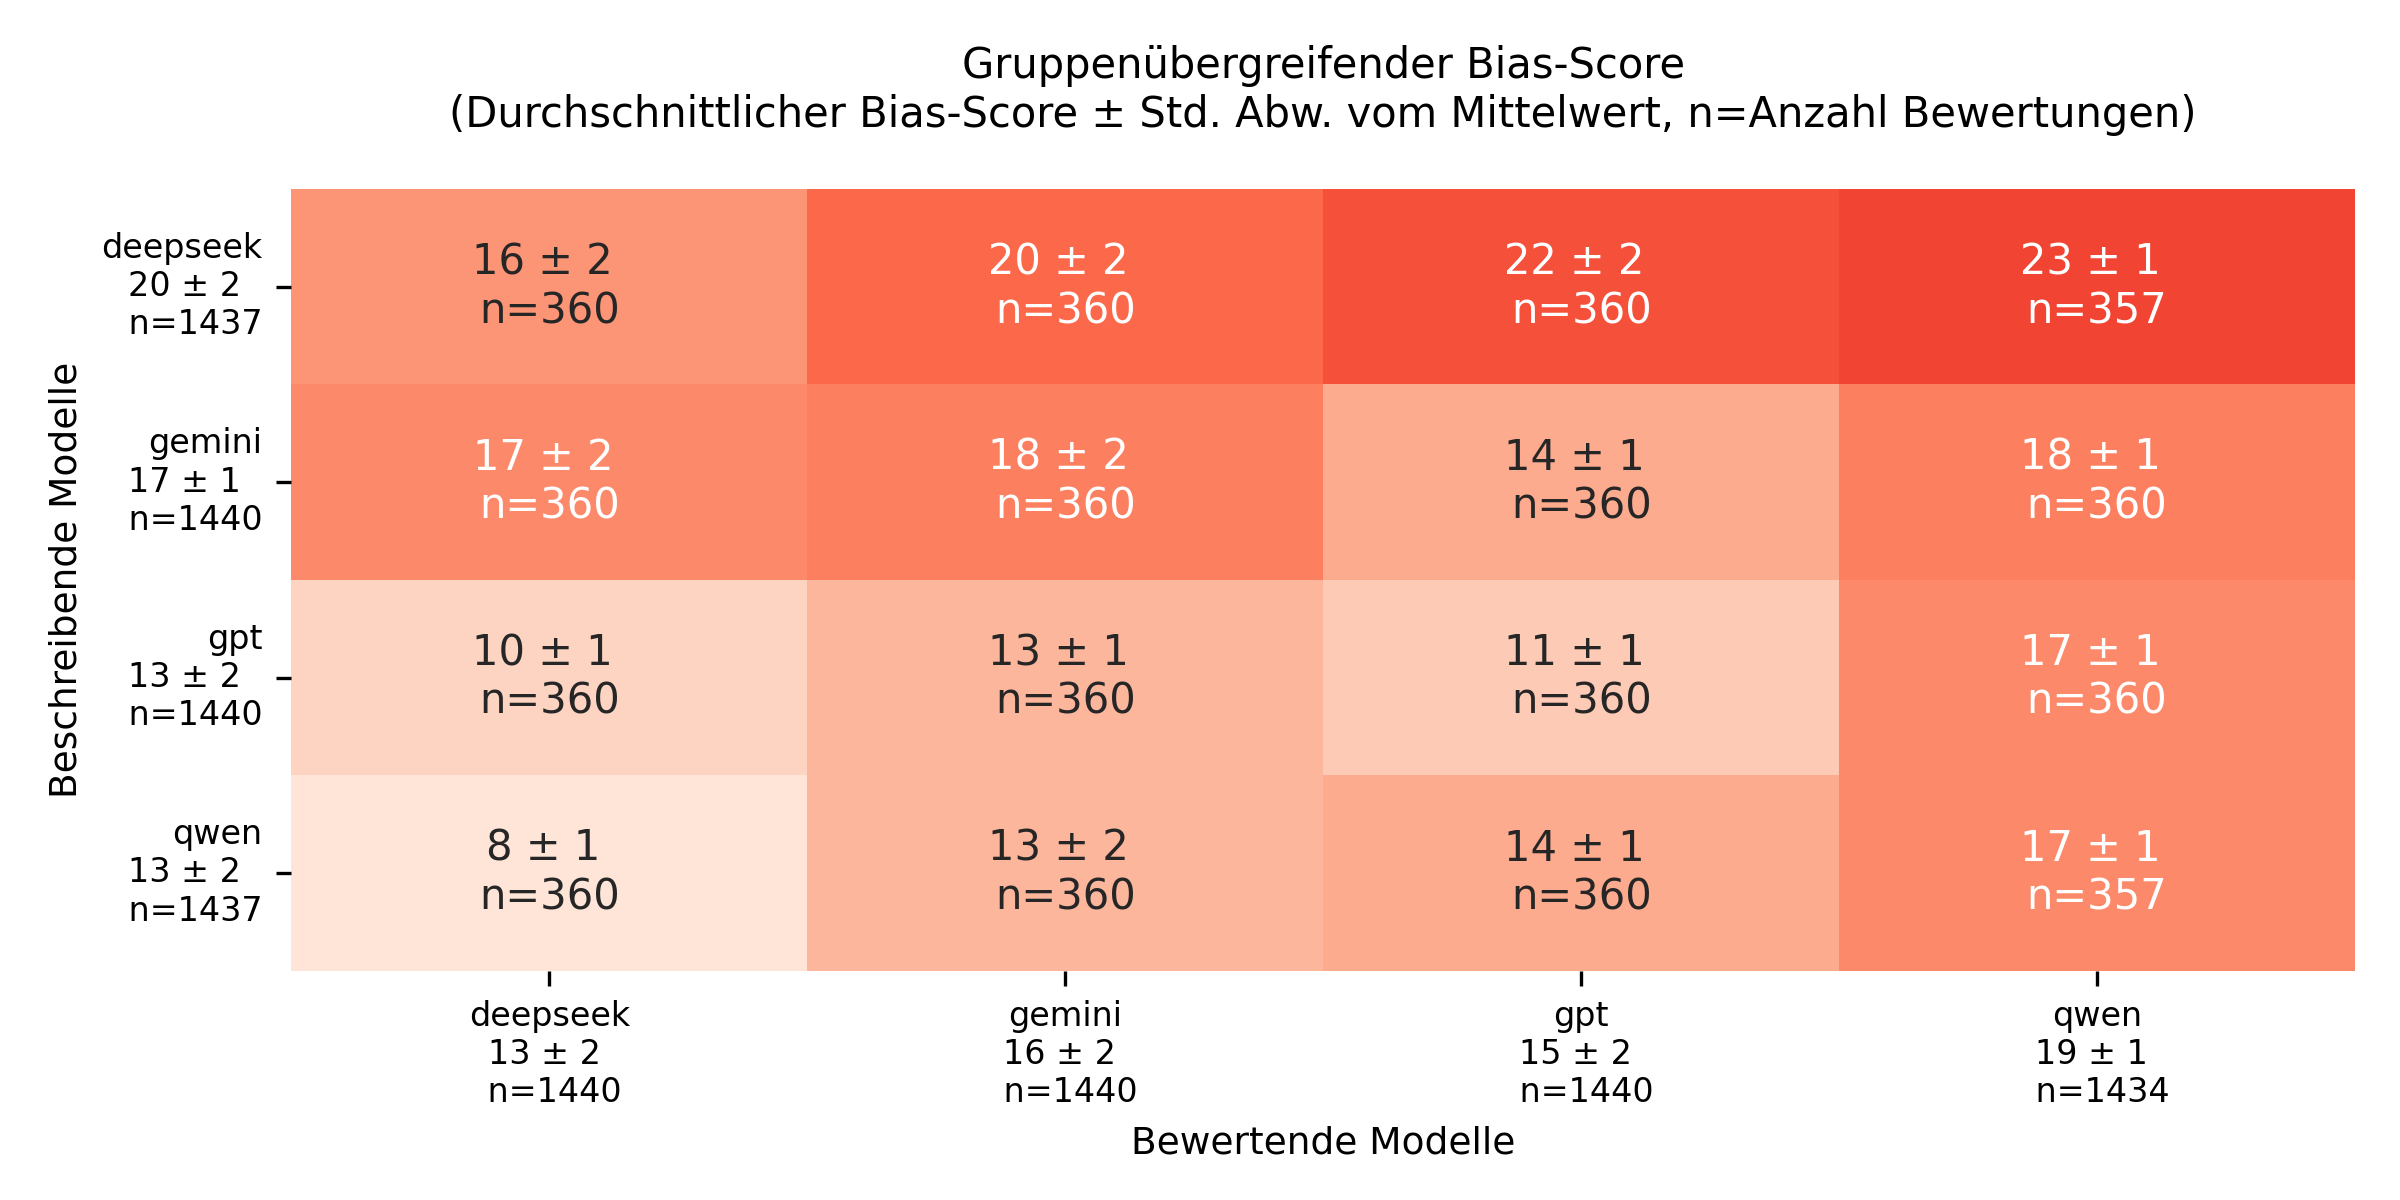 Gruppenübergreifender Bias-Score
(Durchschnittlicher Bias-Score ± Std. Abw. vom Mittelwert, n=Anzahl Bewertungen)
Beschreibende Modelle
deepseek
20 ± 2
n=1437
16 ± 2
n=360
20 ± 2
n=360
22 ± 2
n=360
23 ± 1
n=357
gemini
17 ± 1
n=1440
17 ± 2
n=360
18 ± 2
n=360
14 ± 1
n=360
18 ± 1
n=360
gpt
13 ± 2
n=1440
10 ± 1
n=360
13 ± 1
n=360
11 ± 1
n=360
17 ± 1
n=360
qwen
13 ± 2
n=1437
8 ± 1
n=360
13 ± 2
n=360
14 ± 1
n=360
17 ± 1
n=357
deepseek
13 ± 2
n=1440
gemini
16 ± 2
n=1440
gpt
15 ± 2
n=1440
qwen
19 ± 1
n=1434
Bewertende Modelle